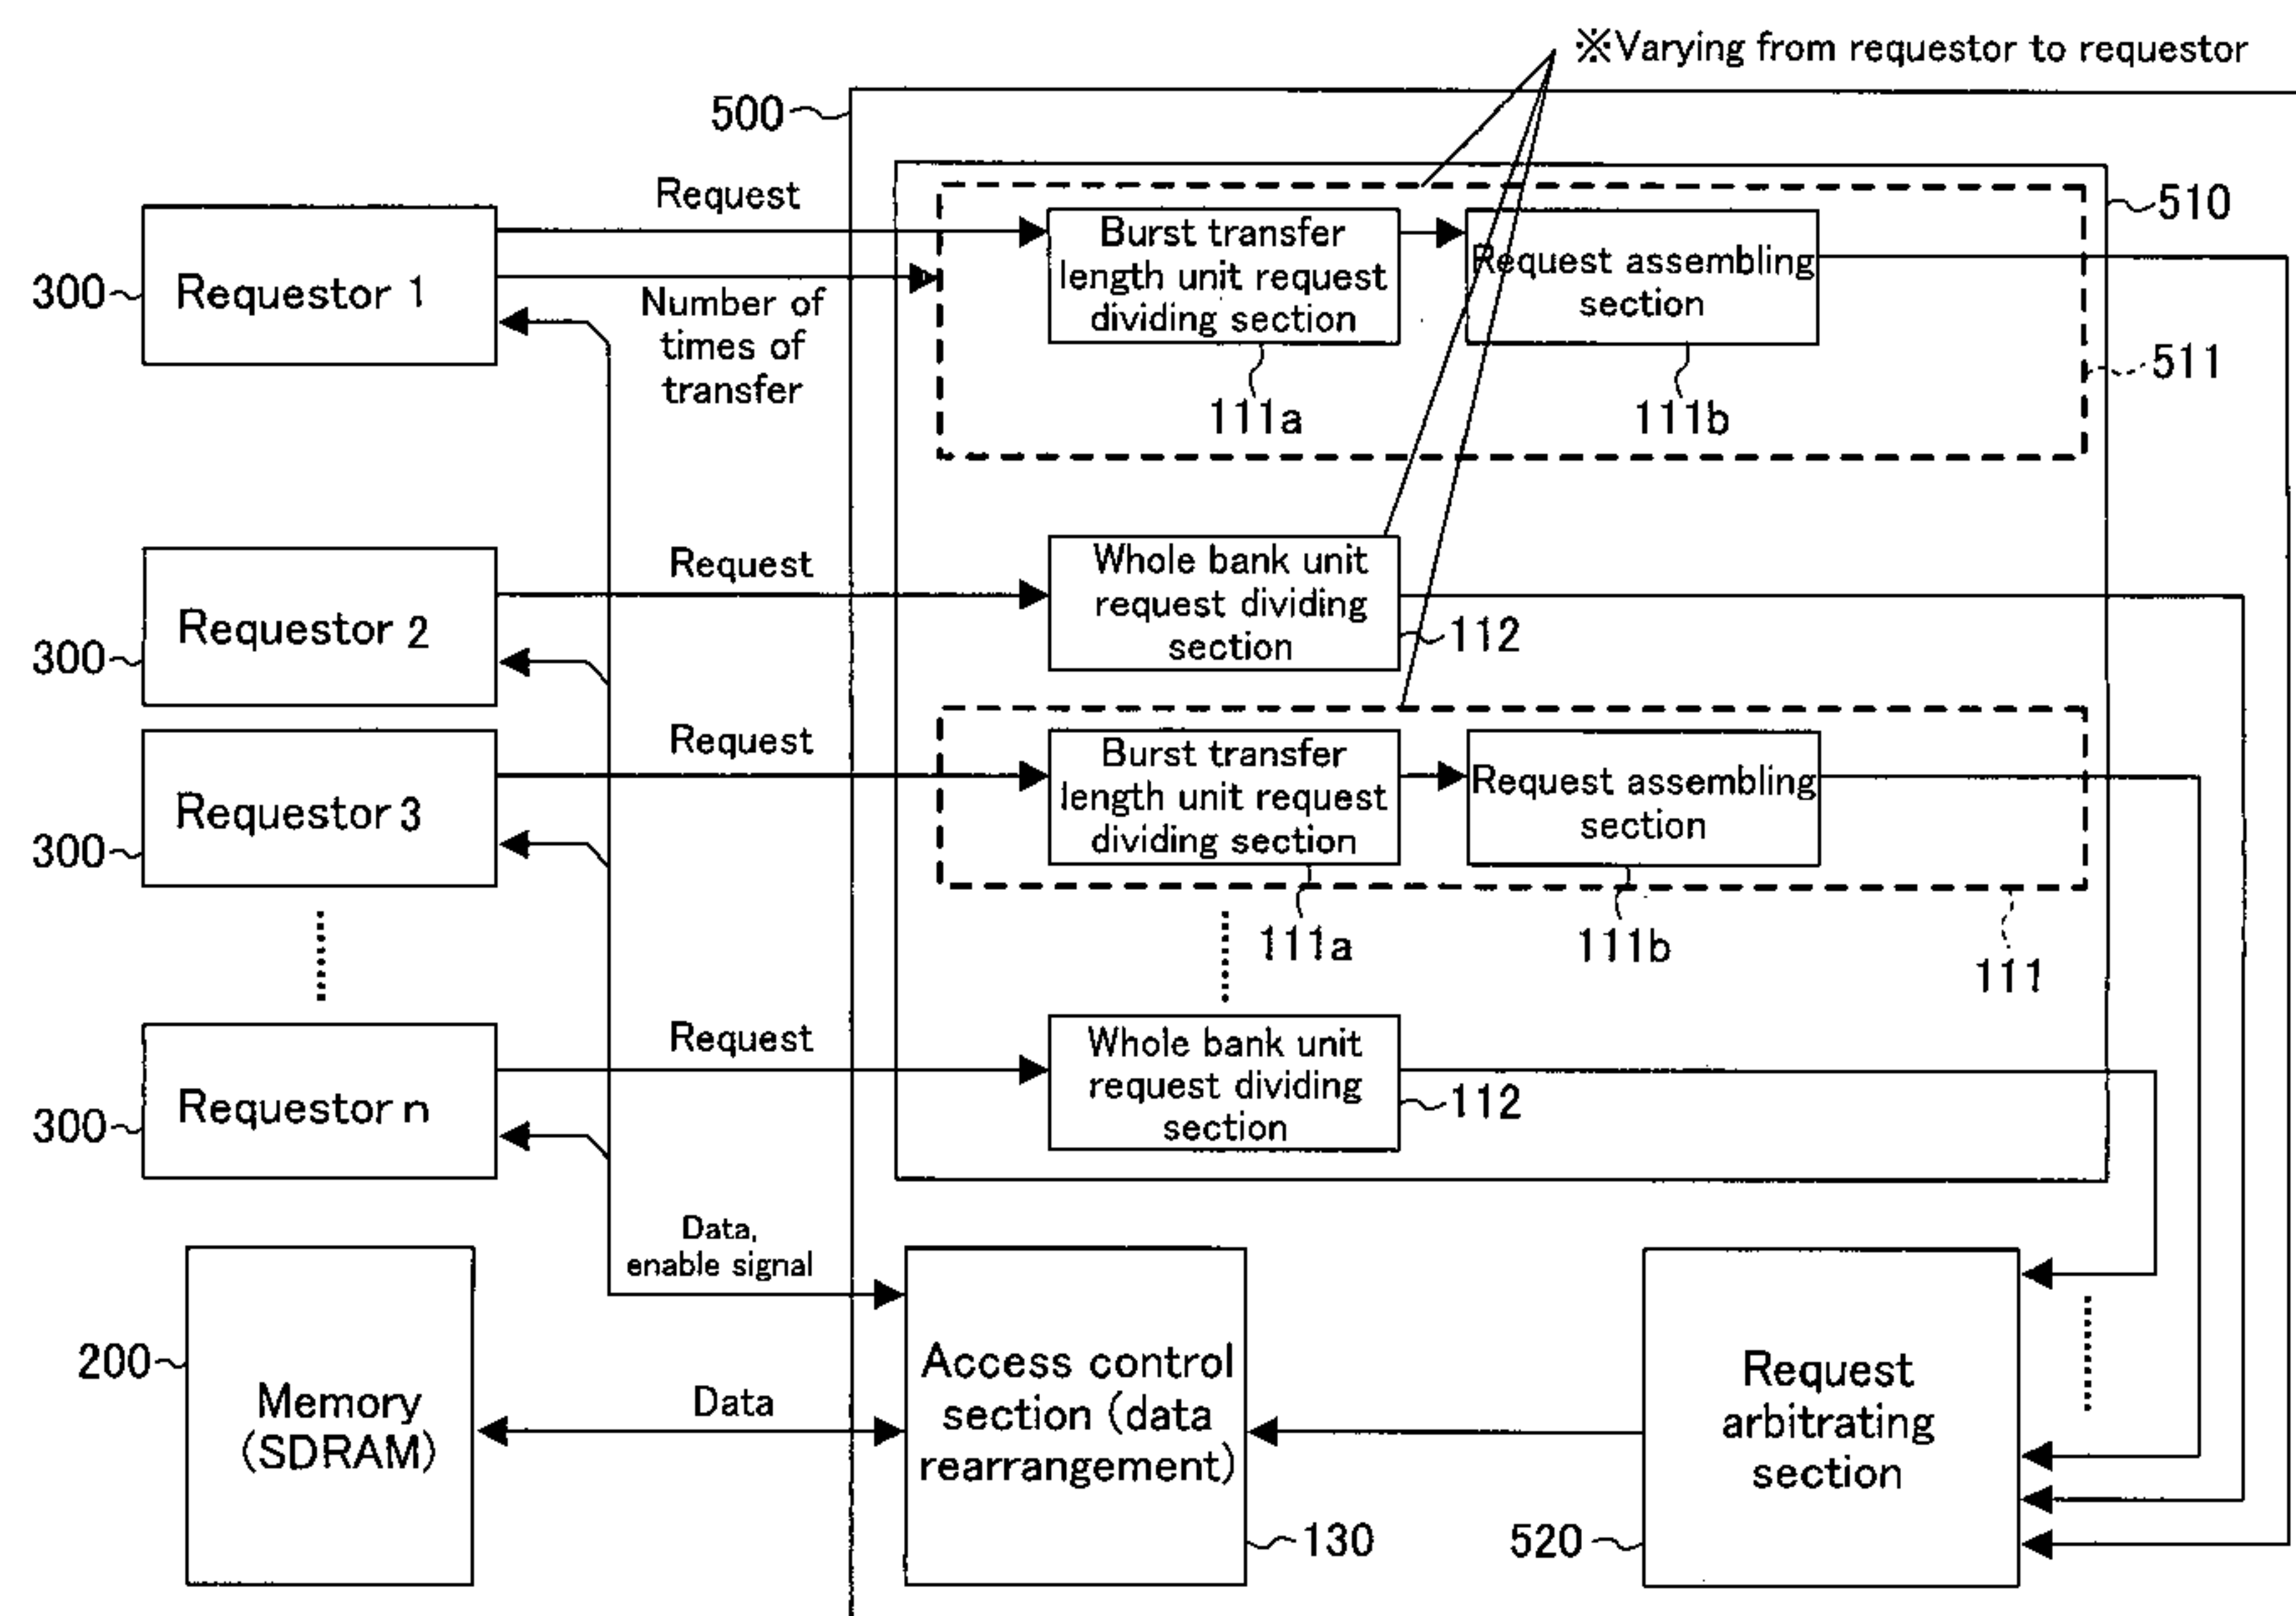 ※Varying from requestor to requestor
500
510
Request
300
Requestor 1
Number of
times of
transfer
Burst transfer
length unit request
dividing section
Request assembling
section
511
111a
111b
Request
300
Requestor 2
Whole bank unit
request dividing
section
112
Request
300
Requestor 3
Burst transfer
length unit request
dividing section
Request assembling
section
111a
111b
111
Request
300
Requestor n
Whole bank unit
request dividing
section
112
Data,
enable signal
200
Memory
(SDRAM)
Data
Access control
section (data
rearrangement)
130
Request
arbitrating
section
520